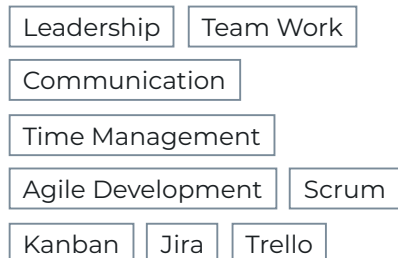 Leadership Team Work
Communication
Time Management
Agile Development Scrum
Kanban Jira Trello